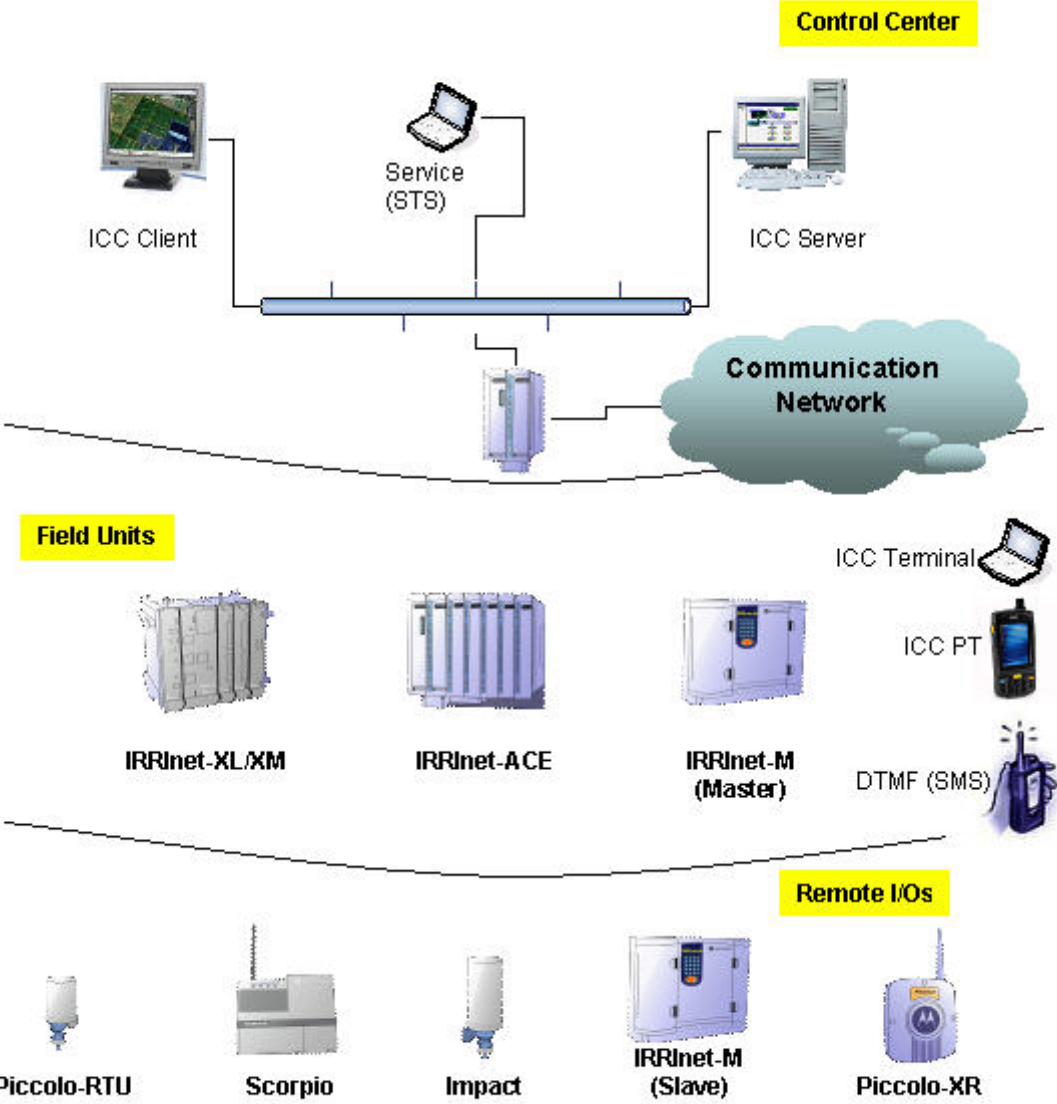 Control Center
Service
(STS)
ICC Client
ICC Server
Communication
Network
Field Units
ICC Terminal
ICC PT
IRRInet-XL/XM
IRRInet-ACE
IRRInet-M
(Master)
DTMF (SMS)
Remote I/Os
Piccolo-RTU
Scorpio
Impact
IRRInet-M
(Slave)
Piccolo-XR